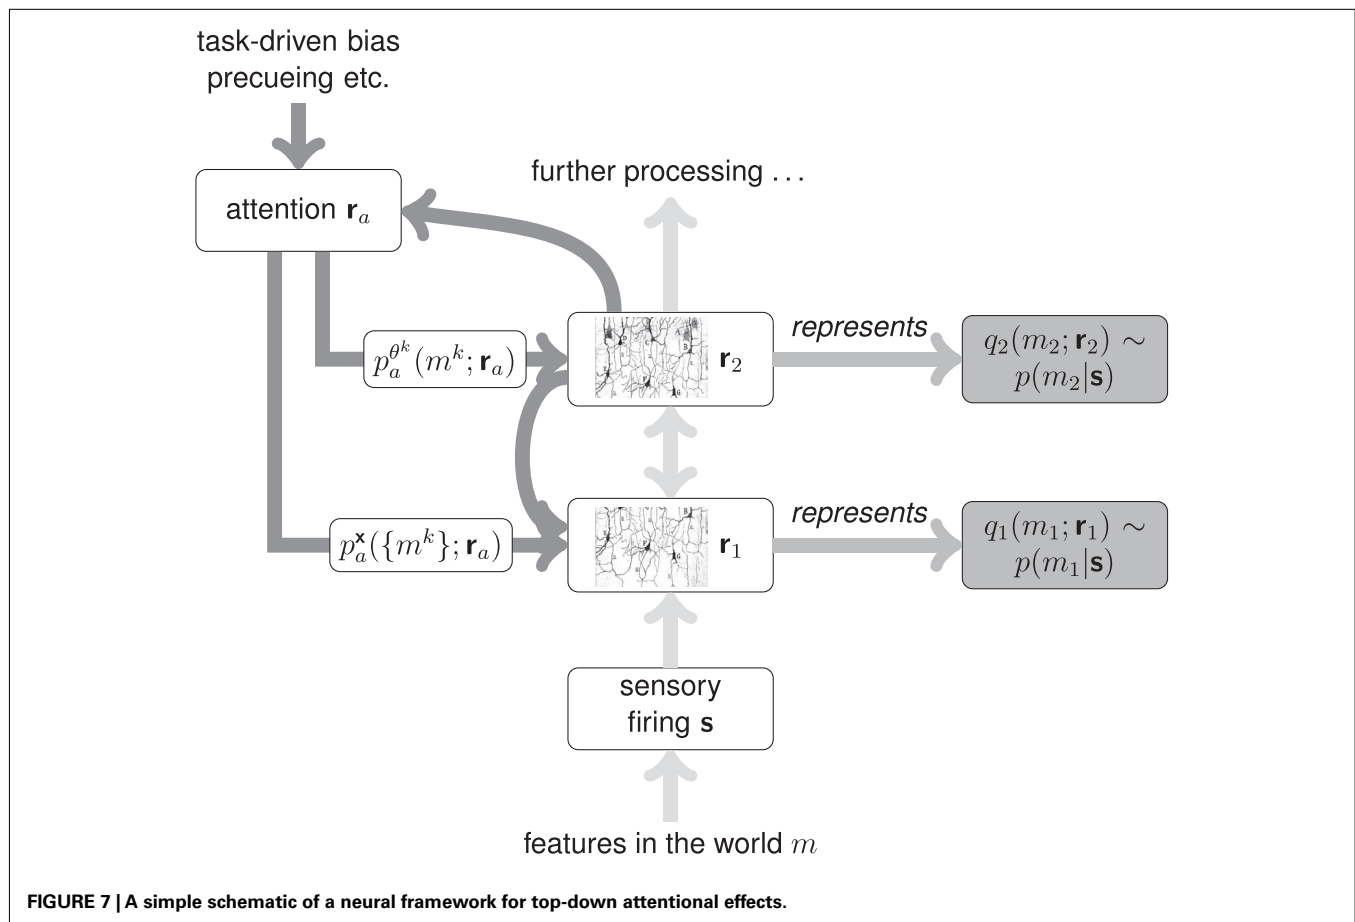 task-driven bias
precueing etc.
further processing ...
attention r_a
p_a^{θ^k}(m^k; r_a)
r_2
represents
q_2(m_2; r_2) ∼
p(m_2|s)
p_a^x({m^k}; r_a)
r_1
represents
q_1(m_1; r_1) ∼
p(m_1|s)
sensory
firing s
features in the world m
FIGURE 7 | A simple schematic of a neural framework for top-down attentional effects.